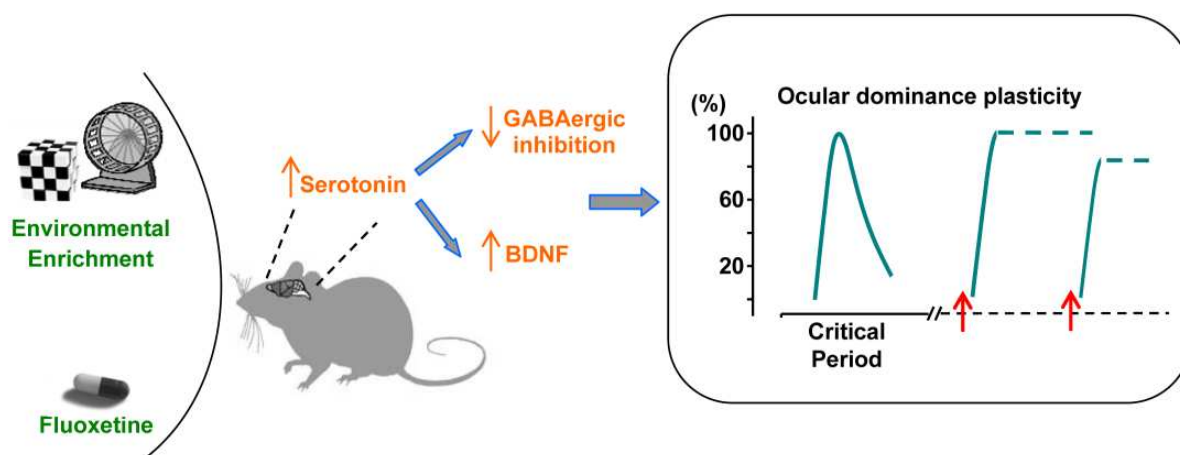 Environmental
Enrichment
Fluoxetine
Serotonin
GABAergic
inhibition
BDNF
Ocular dominance plasticity
(%)
100
60
20
Critical
Period